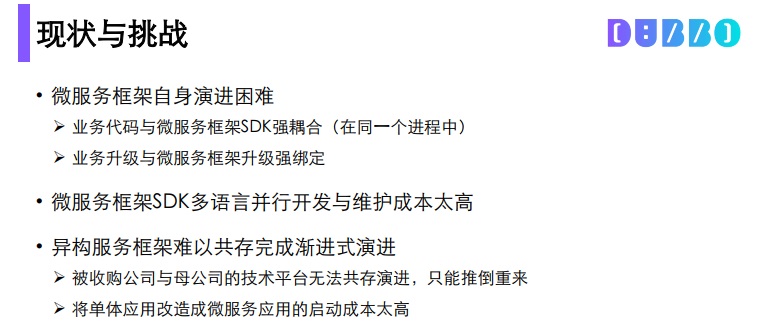 现状与挑战
DUBBO
• 微服务框架自身演进困难
➢ 业务代码与微服务框架SDK强耦合（在同一个进程中）
➢ 业务升级与微服务框架升级强绑定
• 微服务框架SDK多语言并行开发与维护成本太高
• 异构服务框架难以共存完成渐进式演进
➢ 被收购公司与母公司的技术平台无法共存演进，只能推倒重来
➢ 将单体应用改造成微服务应用的启动成本太高